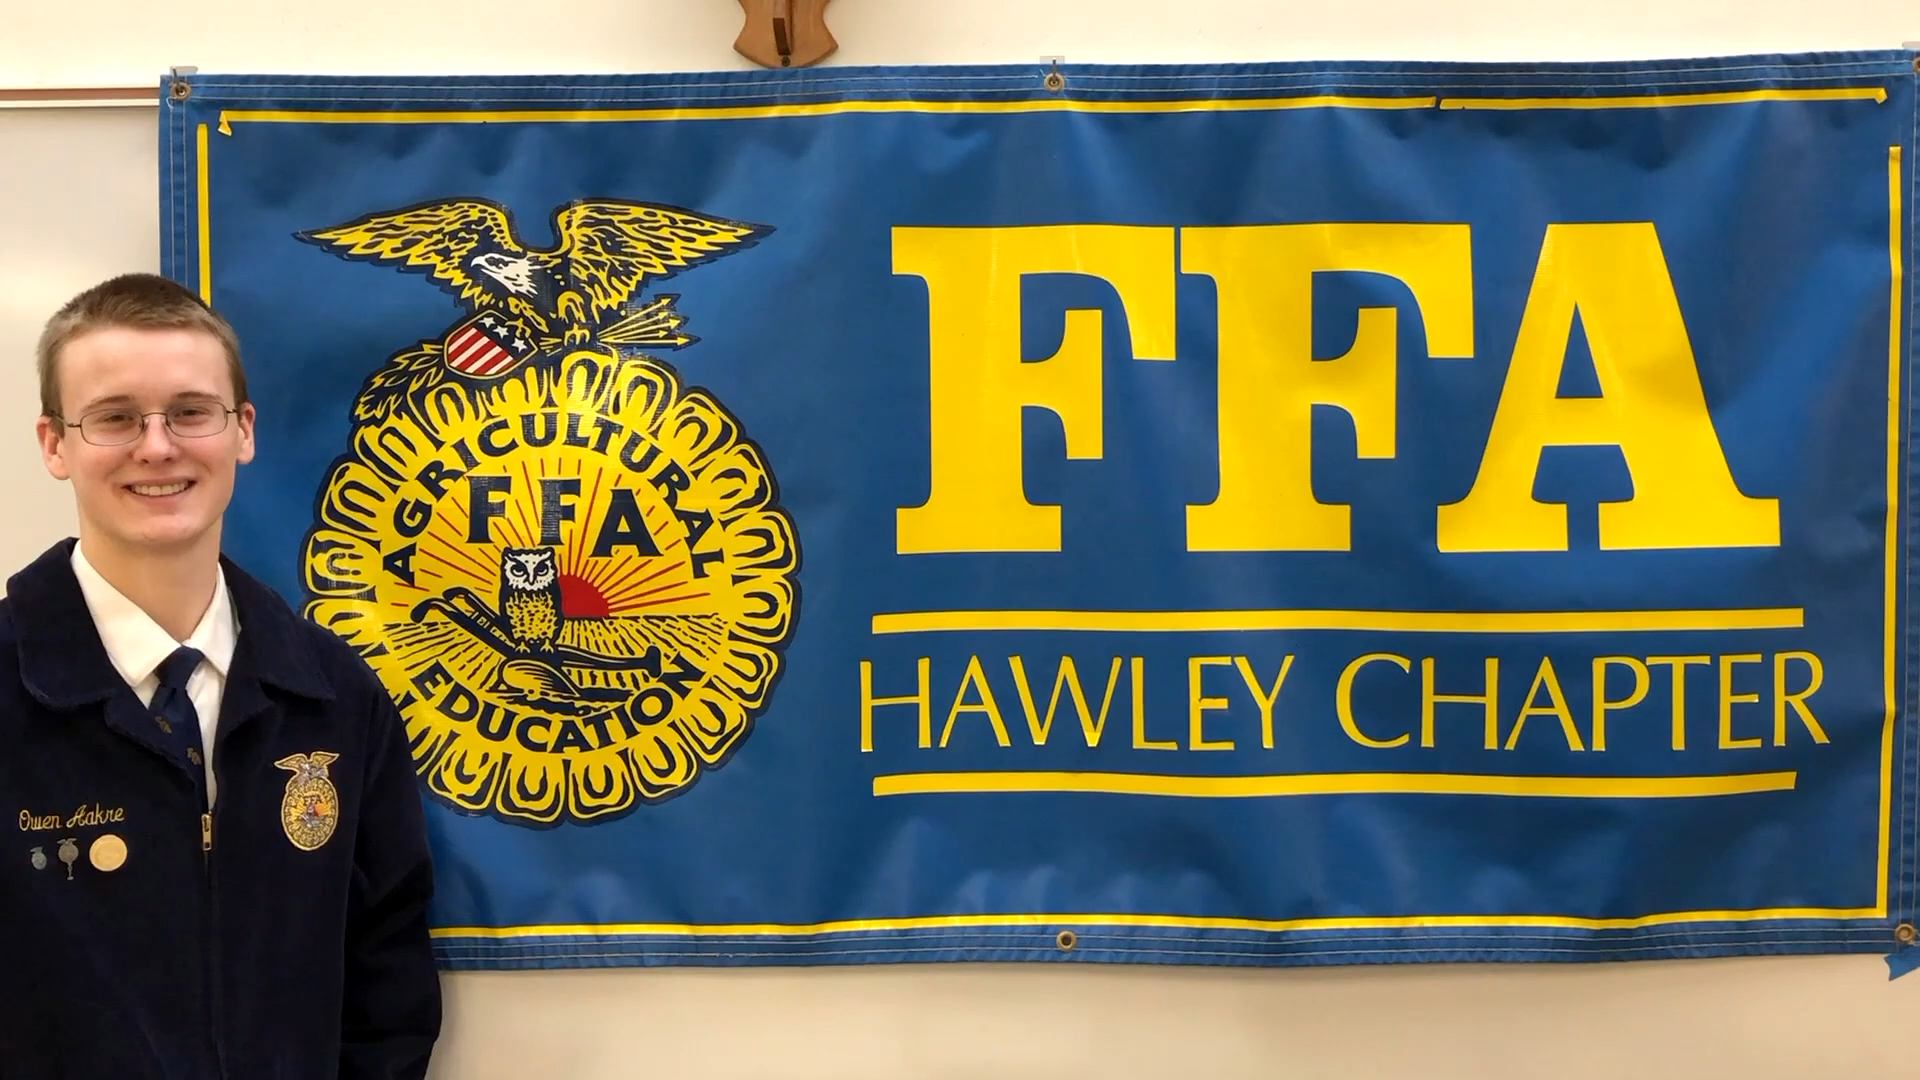 AGRICULTURAL
FFA
EDUCATION
FFA
HAWLEY CHAPTER
Owen Aakre